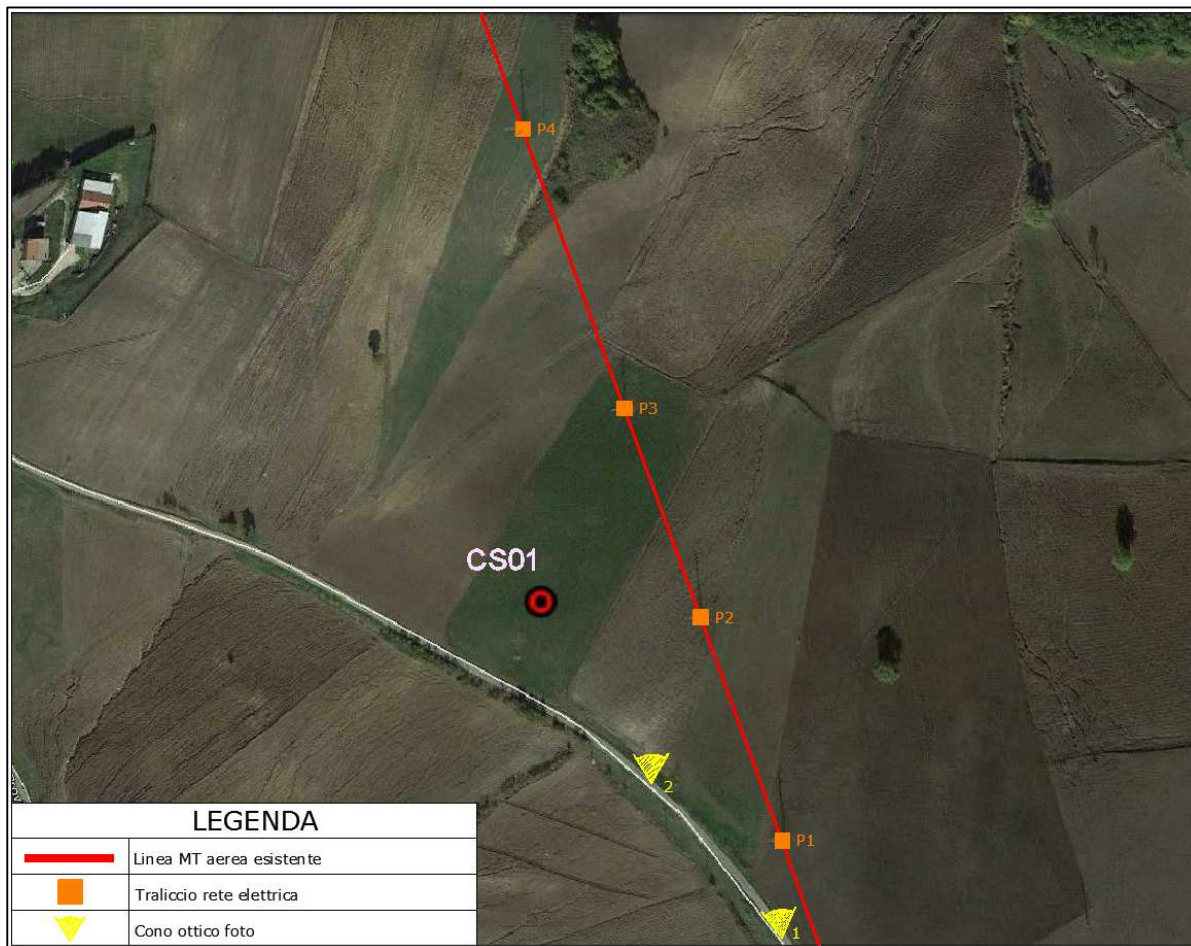 P4
P3
CS01
P2
2
P1
1
LEGENDA
Linea MT aerea esistente
Traliccio rete elettrica
Cono ottico foto